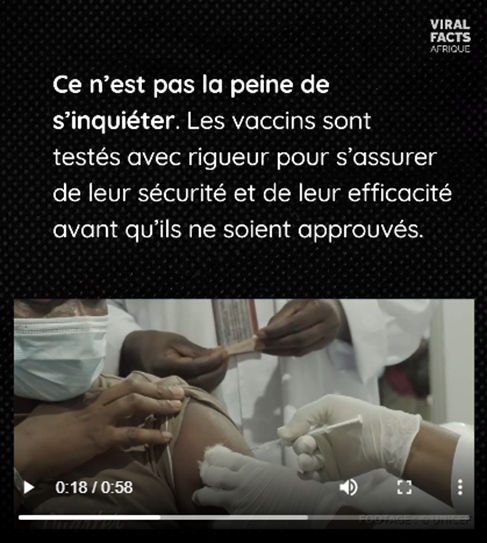 VIRAL
FACTS
AFRIQUE
Ce n'est pas la peine de
s'inquiéter. Les vaccins sont
testés avec rigueur pour s'assurer
de leur sécurité et de leur efficacité
avant qu'ils ne soient approuvés.
0:18 / 0:58
FOOTAGE: © UNICEF